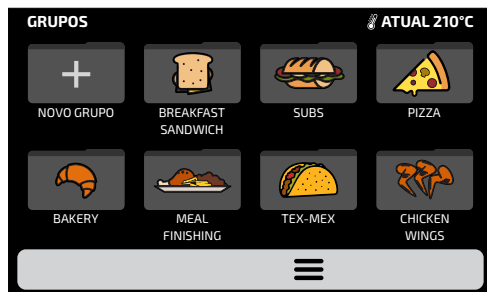 GRUPOS
ATUAL 210°C
NOVO GRUPO
BREAKFAST
SANDWICH
SUBS
PIZZA
BAKERY
MEAL
FINISHING
TEX-MEX
CHICKEN
WINGS